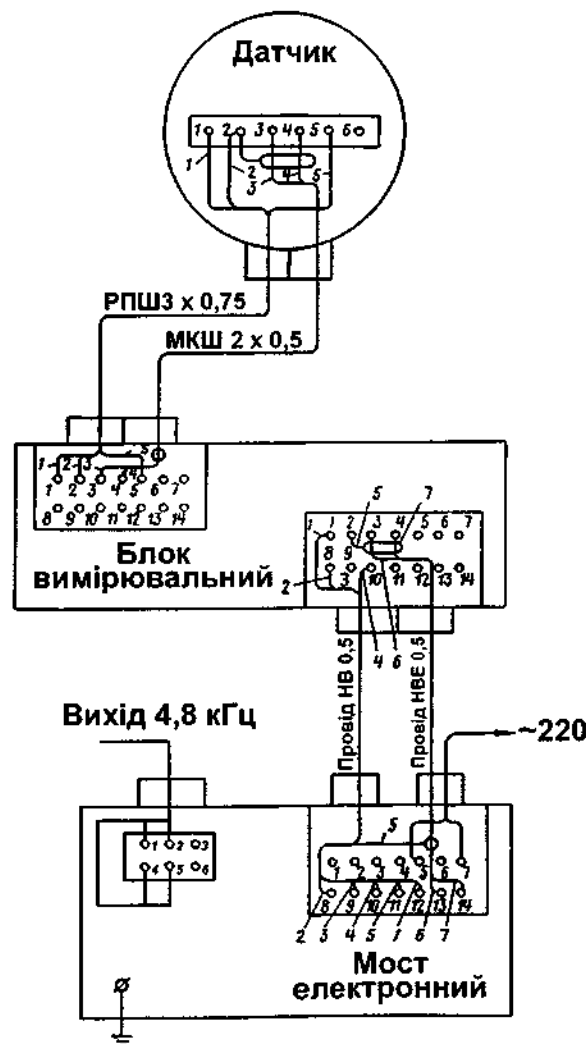 Датчик
1 2 3 4 5 6
1 2 3 4 5
РПШ3 х 0,75
МКШ 2 х 0,5
1 2 3 4 5
1 2 3 4 5 6 7
8 9 10 11 12 13 14
Блок
вимірювальний
5 7
1 1 2 3 4 5 6 7
8 9 10 11 12 13 14
2 3
4 6
Провід НВ 0,5
Провід НВЕ 0,5
Вихід 4,8 кГц
~220
1 2 3
4 5 6
5
1 2 3 4 5 6 7
8 9 10 11 12 13 14
2 3 4 5 1 6 7
Мост
електронний